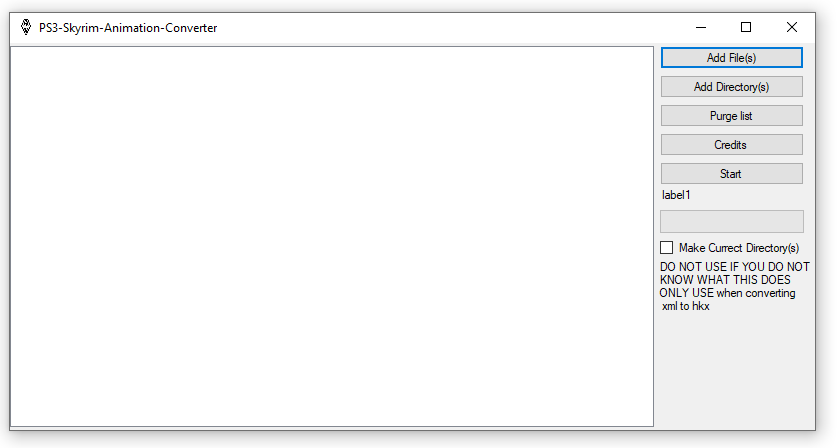 PS3-Skyrim-Animation-Converter
Add File(s)
Add Directory(s)
Purge list
Credits
Start
label1
Make Currect Directory(s)
DO NOT USE IF YOU DO NOT
KNOW WHAT THIS DOES
ONLY USE when converting
xml to hkx